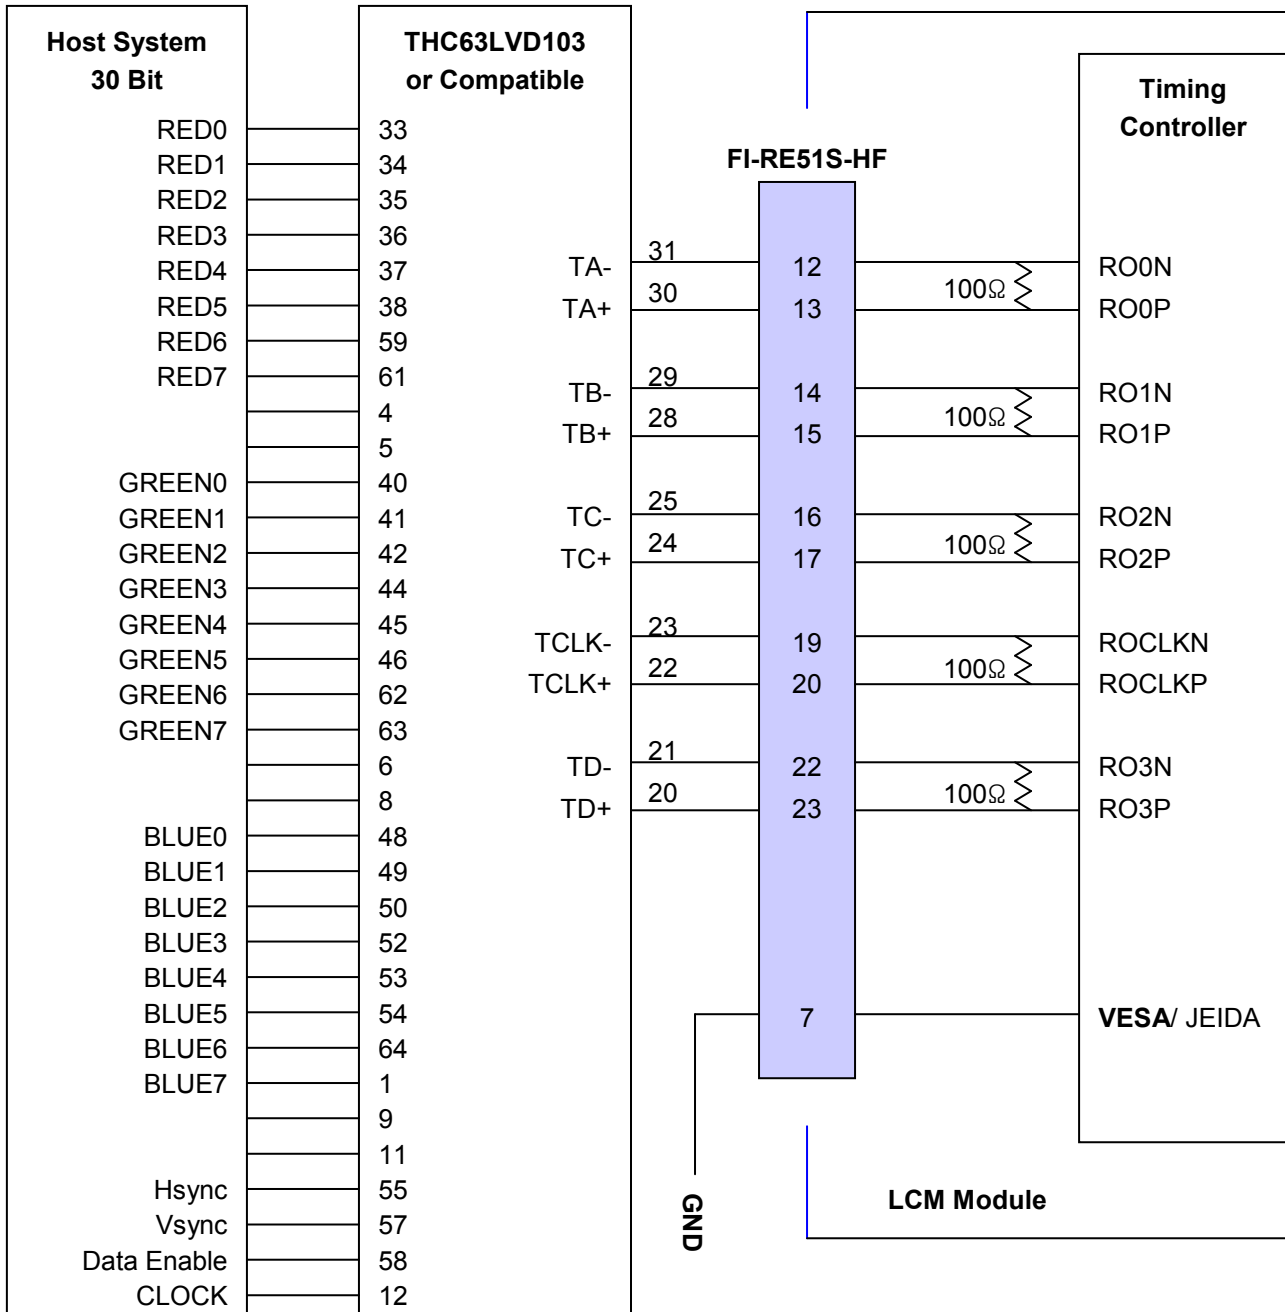 Host System
30 Bit
RED0
RED1
RED2
RED3
RED4
RED5
RED6
RED7
GREEN0
GREEN1
GREEN2
GREEN3
GREEN4
GREEN5
GREEN6
GREEN7
BLUE0
BLUE1
BLUE2
BLUE3
BLUE4
BLUE5
BLUE6
BLUE7
Hsync
Vsync
Data Enable
CLOCK
THC63LVD103
or Compatible
33
34
35
36
37
38
59
61
4
5
40
41
42
44
45
46
62
63
6
8
48
49
50
52
53
54
64
1
9
11
55
57
58
12
TA-
TA+
TB-
TB+
TC-
TC+
TCLK-
TCLK+
TD-
TD+
31
30
29
28
25
24
23
22
21
20
FI-RE51S-HF
12
13
14
15
16
17
19
20
22
23
7
GND
100Ω
100Ω
100Ω
100Ω
100Ω
Timing
Controller
RO0N
RO0P
RO1N
RO1P
RO2N
RO2P
ROCLKN
ROCLKP
RO3N
RO3P
VESA/ JEIDA
LCM Module